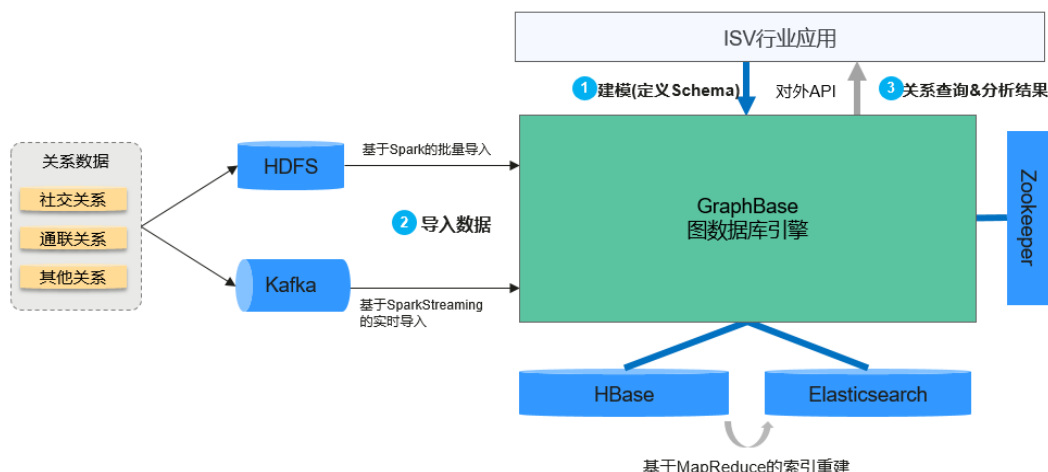 ISV行业应用
1 建模(定义Schema)
对外API
3 关系查询&分析结果
关系数据
社交关系
通联关系
其他关系
HDFS
基于Spark的批量导入
2 导入数据
Kafka
基于SparkStreaming
的实时导入
GraphBase
图数据库引擎
Zookeeper
HBase
Elasticsearch
基于MapReduce的索引重建